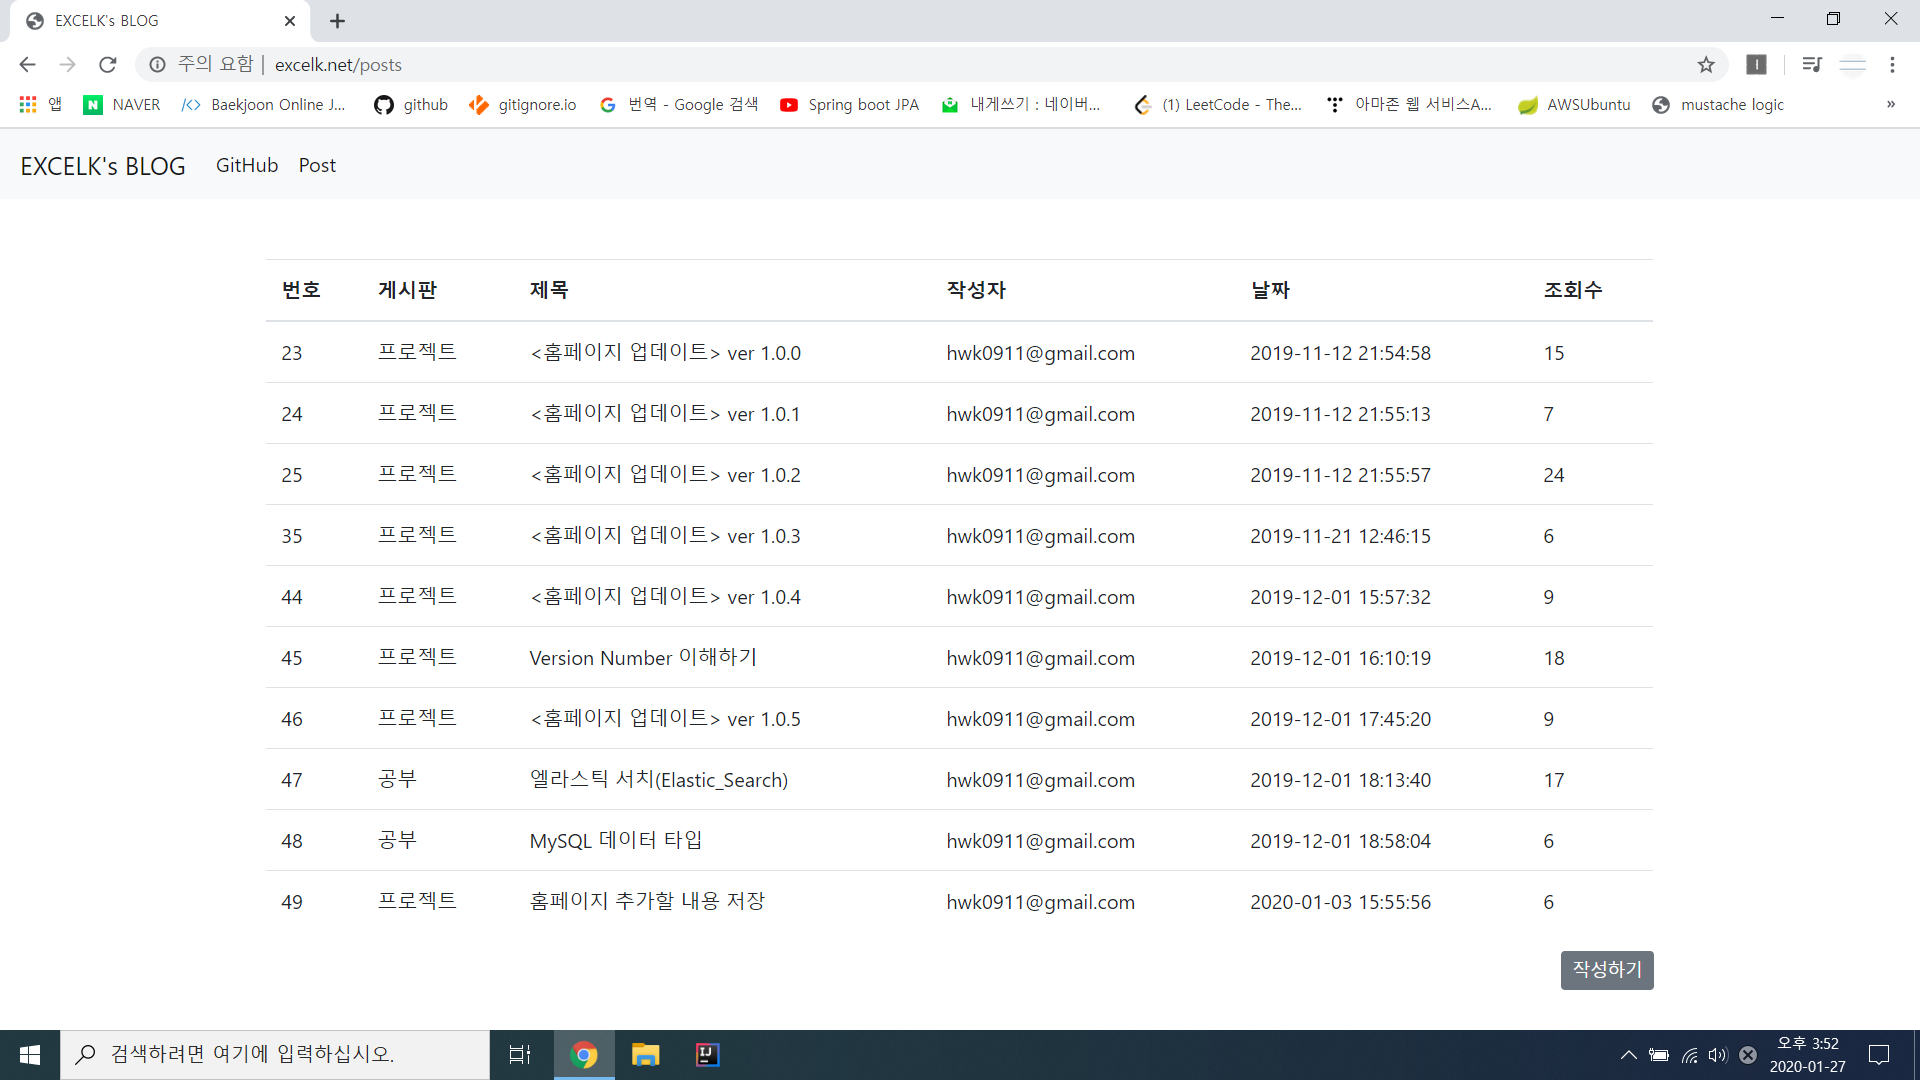 EXCELK's BLOG
주의 요함 | excelk.net/posts
앱 NAVER Baekjoon Online J... github gitignore.io 번역 - Google 검색 Spring boot JPA 내게쓰기 : 네이버... (1) LeetCode - The... 아마존 웹 서비스A... AWSUbuntu mustache logic »
EXCELK's BLOG GitHub Post
번호 게시판 제목 작성자 날짜 조회수
23 프로젝트 <홈페이지 업데이트> ver 1.0.0 hwk0911@gmail.com 2019-11-12 21:54:58 15
24 프로젝트 <홈페이지 업데이트> ver 1.0.1 hwk0911@gmail.com 2019-11-12 21:55:13 7
25 프로젝트 <홈페이지 업데이트> ver 1.0.2 hwk0911@gmail.com 2019-11-12 21:55:57 24
35 프로젝트 <홈페이지 업데이트> ver 1.0.3 hwk0911@gmail.com 2019-11-21 12:46:15 6
44 프로젝트 <홈페이지 업데이트> ver 1.0.4 hwk0911@gmail.com 2019-12-01 15:57:32 9
45 프로젝트 Version Number 이해하기 hwk0911@gmail.com 2019-12-01 16:10:19 18
46 프로젝트 <홈페이지 업데이트> ver 1.0.5 hwk0911@gmail.com 2019-12-01 17:45:20 9
47 공부 엘라스틱 서치(Elastic_Search) hwk0911@gmail.com 2019-12-01 18:13:40 17
48 공부 MySQL 데이터 타입 hwk0911@gmail.com 2019-12-01 18:58:04 6
49 프로젝트 홈페이지 추가할 내용 저장 hwk0911@gmail.com 2020-01-03 15:55:56 6
작성하기
검색하려면 여기에 입력하십시오.
오후 3:52
2020-01-27